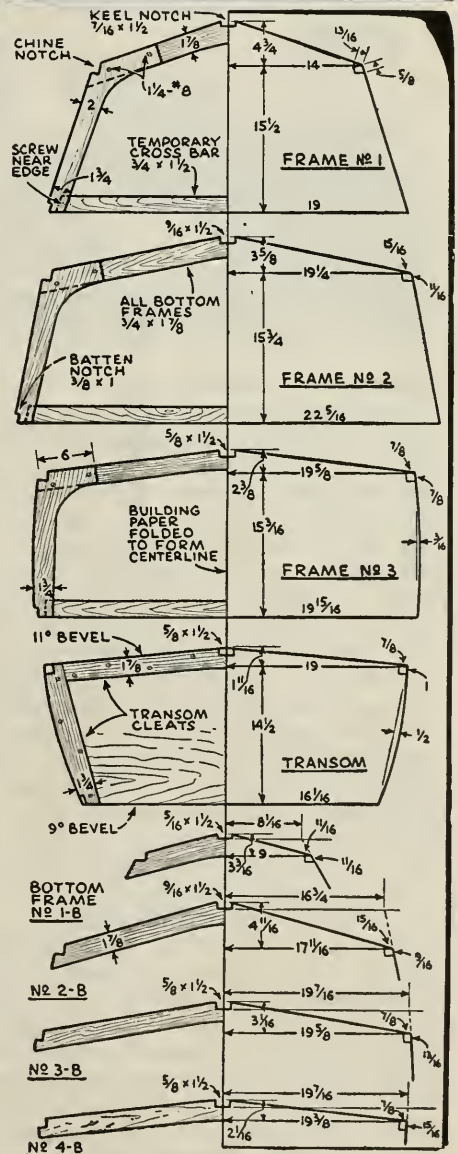 KEEL NOTCH
7/16 x 1 1/2
CHINE
NOTCH
1 7/8
1 1/4-#8
2
SCREW
NEAR
EDGE
1 3/4
TEMPORARY
CROSS BAR
3/4 x 1 1/2
4 3/4
14
13/16
5/8
15 1/2
FRAME No 1
19
9/16 x 1 1/2
3 5/8
19 1/4
15/16
11/16
ALL BOTTOM
FRAMES
3/4 x 1 7/8
15 3/4
BATTEN
NOTCH
3/8 x 1
FRAME No 2
22 5/16
5/8 x 1 1/2
6
2 3/8
19 5/8
7/8
7/8
BUILDING
PAPER
FOLDED
TO FORM
CENTERLINE
15 3/16
3/16
1 3/4
FRAME No 3
19 15/16
11° BEVEL
5/8 x 1 1/2
1 7/8
1 11/16
19
7/8
1
TRANSOM
CLEATS
14 1/2
1/2
TRANSOM
1 3/4
16 1/16
9° BEVEL
5/16 x 1 1/2
8 1/16
11/16
9
3 3/16
11/16
BOTTOM
FRAME
No 1-B
9/16 x 1 1/2
16 3/4
1 7/8
4 11/16
15/16
17 11/16
9/16
No 2-B
5/8 x 1 1/2
19 7/16
3 1/16
7/8
19 5/8
13/16
No 3-B
5/8 x 1 1/2
19 7/16
7/8
19 3/8
2 1/16
15/16
No 4-B